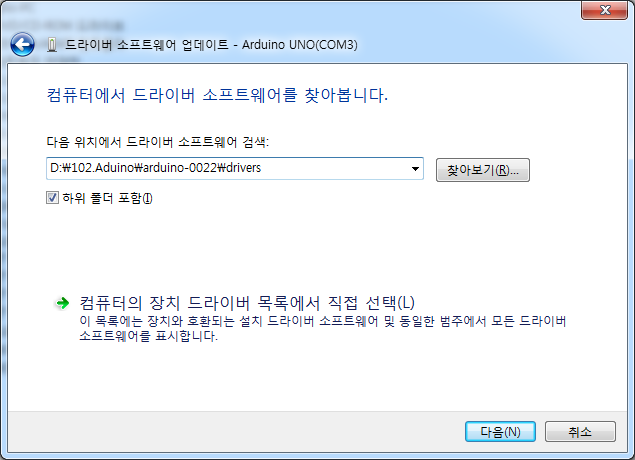 드라이버 소프트웨어 업데이트 - Arduino UNO(COM3)
컴퓨터에서 드라이버 소프트웨어를 찾아봅니다.
다음 위치에서 드라이버 소프트웨어 검색:
D:₩102.Aduino₩arduino-0022₩drivers
찾아보기(R)...
하위 폴더 포함(I)
컴퓨터의 장치 드라이버 목록에서 직접 선택(L)
이 목록에는 장치와 호환되는 설치 드라이버 소프트웨어 및 동일한 범주에서 모든 드라이버
소프트웨어를 표시합니다.
다음(N)
취소